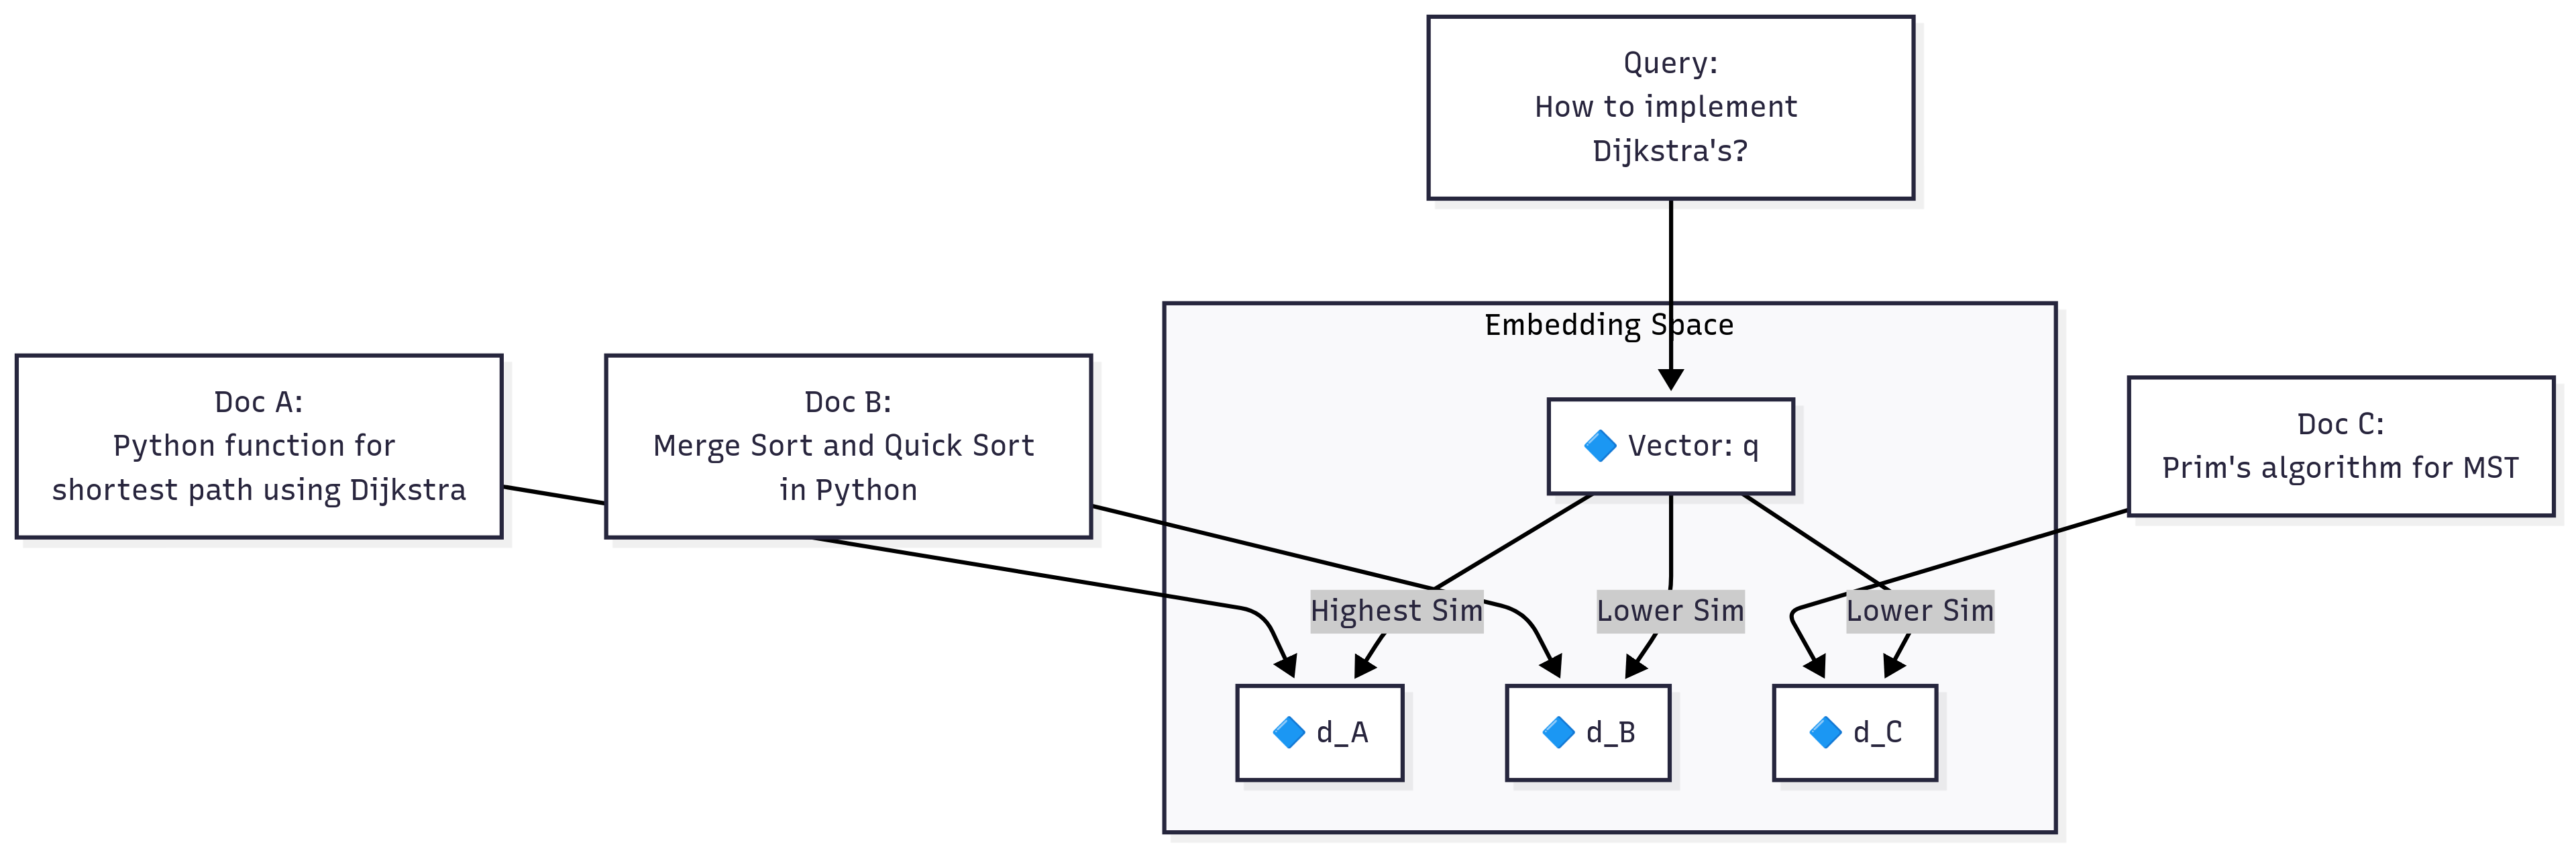 Query:
How to implement
Dijkstra's?
Embedding Space
Doc A:
Python function for
shortest path using Dijkstra
Doc B:
Merge Sort and Quick Sort
in Python
Vector: q
Doc C:
Prim's algorithm for MST
Highest Sim
Lower Sim
Lower Sim
d_A
d_B
d_C